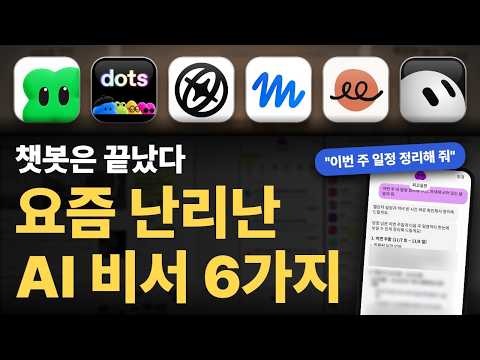 dots
챗봇은 끝났다
요즘 난리난
AI 비서 6가지
"이번 주 일정 정리해 줘"